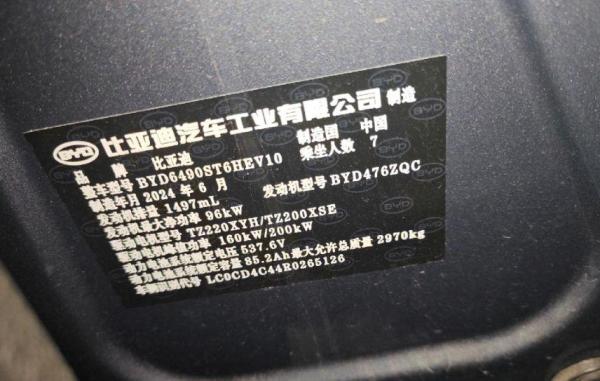 BYD 比亚迪汽车工业有限公司 制造
品牌 比亚迪 制造国 中国
整车型号 BYD6490ST6HEV10 乘坐人数 7
制造年月 2024 年 6 月 发动机型号 BYD476ZQC
发动机排量 1497mL
发动机最大净功率 96kW
驱动电机型号 TZ220XYH/TZ200XSE
驱动电机峰值功率 160kW/200kW
动力电池系统额定电压 537.6V
动力电池系统额定容量 85.2Ah 最大允许总质量 2970kg
车辆识别代号 LC0CD4C44R0265126